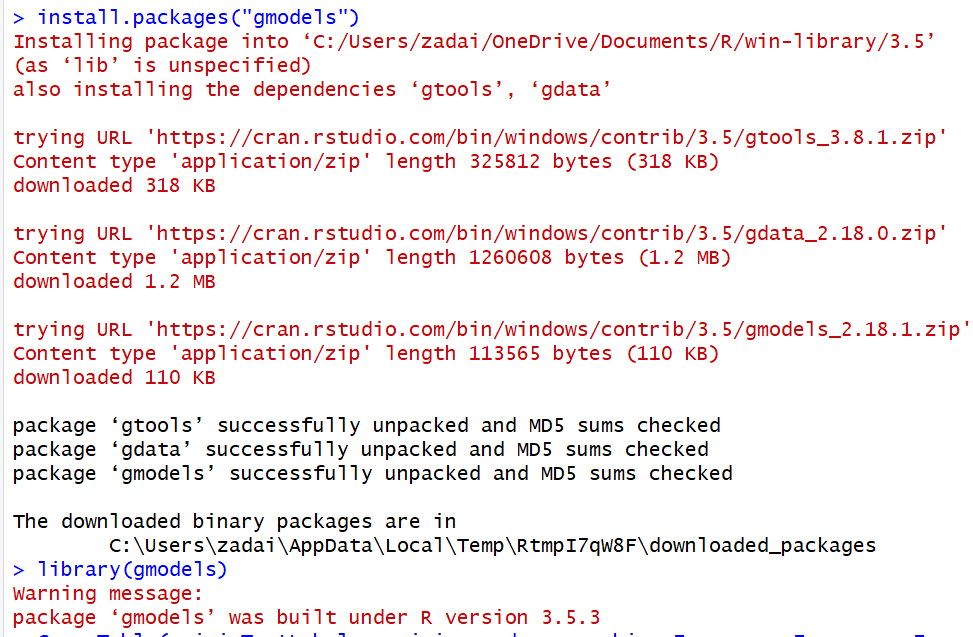 > install.packages("gmodels")
Installing package into ‘C:/Users/zadai/OneDrive/Documents/R/win-library/3.5’
(as ‘lib’ is unspecified)
also installing the dependencies ‘gtools’, ‘gdata’
trying URL 'https://cran.rstudio.com/bin/windows/contrib/3.5/gtools_3.8.1.zip'
Content type 'application/zip' length 325812 bytes (318 KB)
downloaded 318 KB
trying URL 'https://cran.rstudio.com/bin/windows/contrib/3.5/gdata_2.18.0.zip'
Content type 'application/zip' length 1260608 bytes (1.2 MB)
downloaded 1.2 MB
trying URL 'https://cran.rstudio.com/bin/windows/contrib/3.5/gmodels_2.18.1.zip'
Content type 'application/zip' length 113565 bytes (110 KB)
downloaded 110 KB
package ‘gtools’ successfully unpacked and MD5 sums checked
package ‘gdata’ successfully unpacked and MD5 sums checked
package ‘gmodels’ successfully unpacked and MD5 sums checked
The downloaded binary packages are in
C:\Users\zadai\AppData\Local\Temp\RtmpI7qW8F\downloaded_packages
> library(gmodels)
Warning message:
package ‘gmodels’ was built under R version 3.5.3